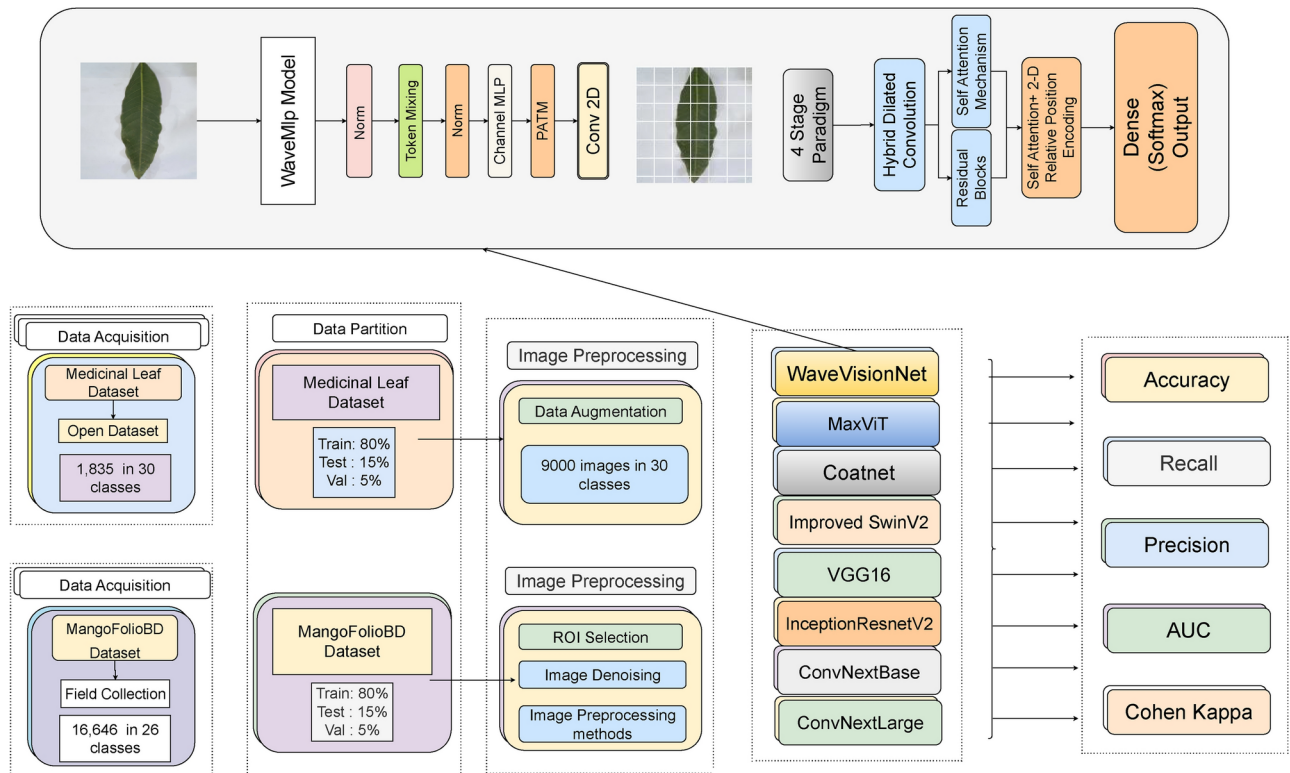 WaveMlp Model
Norm
Token Mixing
Norm
Channel MLP
PATM
Conv 2D
4 Stage
Paradigm
Hybrid Dilated
Convolution
Self Attention
Mechanism
Residual
Blocks
Self Attention+ 2-D
Relative Position
Encoding
Dense
(Softmax)
Output
Data Acquisition
Medicinal Leaf
Dataset
Open Dataset
1,835 in 30
classes
Data Acquisition
MangoFolioBD
Dataset
Field Collection
16,646 in 26
classes
Data Partition
Medicinal Leaf
Dataset
Train: 80%
Test : 15%
Val : 5%
MangoFolioBD
Dataset
Train: 80%
Test : 15%
Val : 5%
Image Preprocessing
Data Augmentation
9000 images in 30
classes
Image Preprocessing
ROI Selection
Image Denoising
Image Preprocessing
methods
WaveVisionNet
MaxViT
Coatnet
Improved SwinV2
VGG16
InceptionResnetV2
ConvNextBase
ConvNextLarge
Accuracy
Recall
Precision
AUC
Cohen Kappa